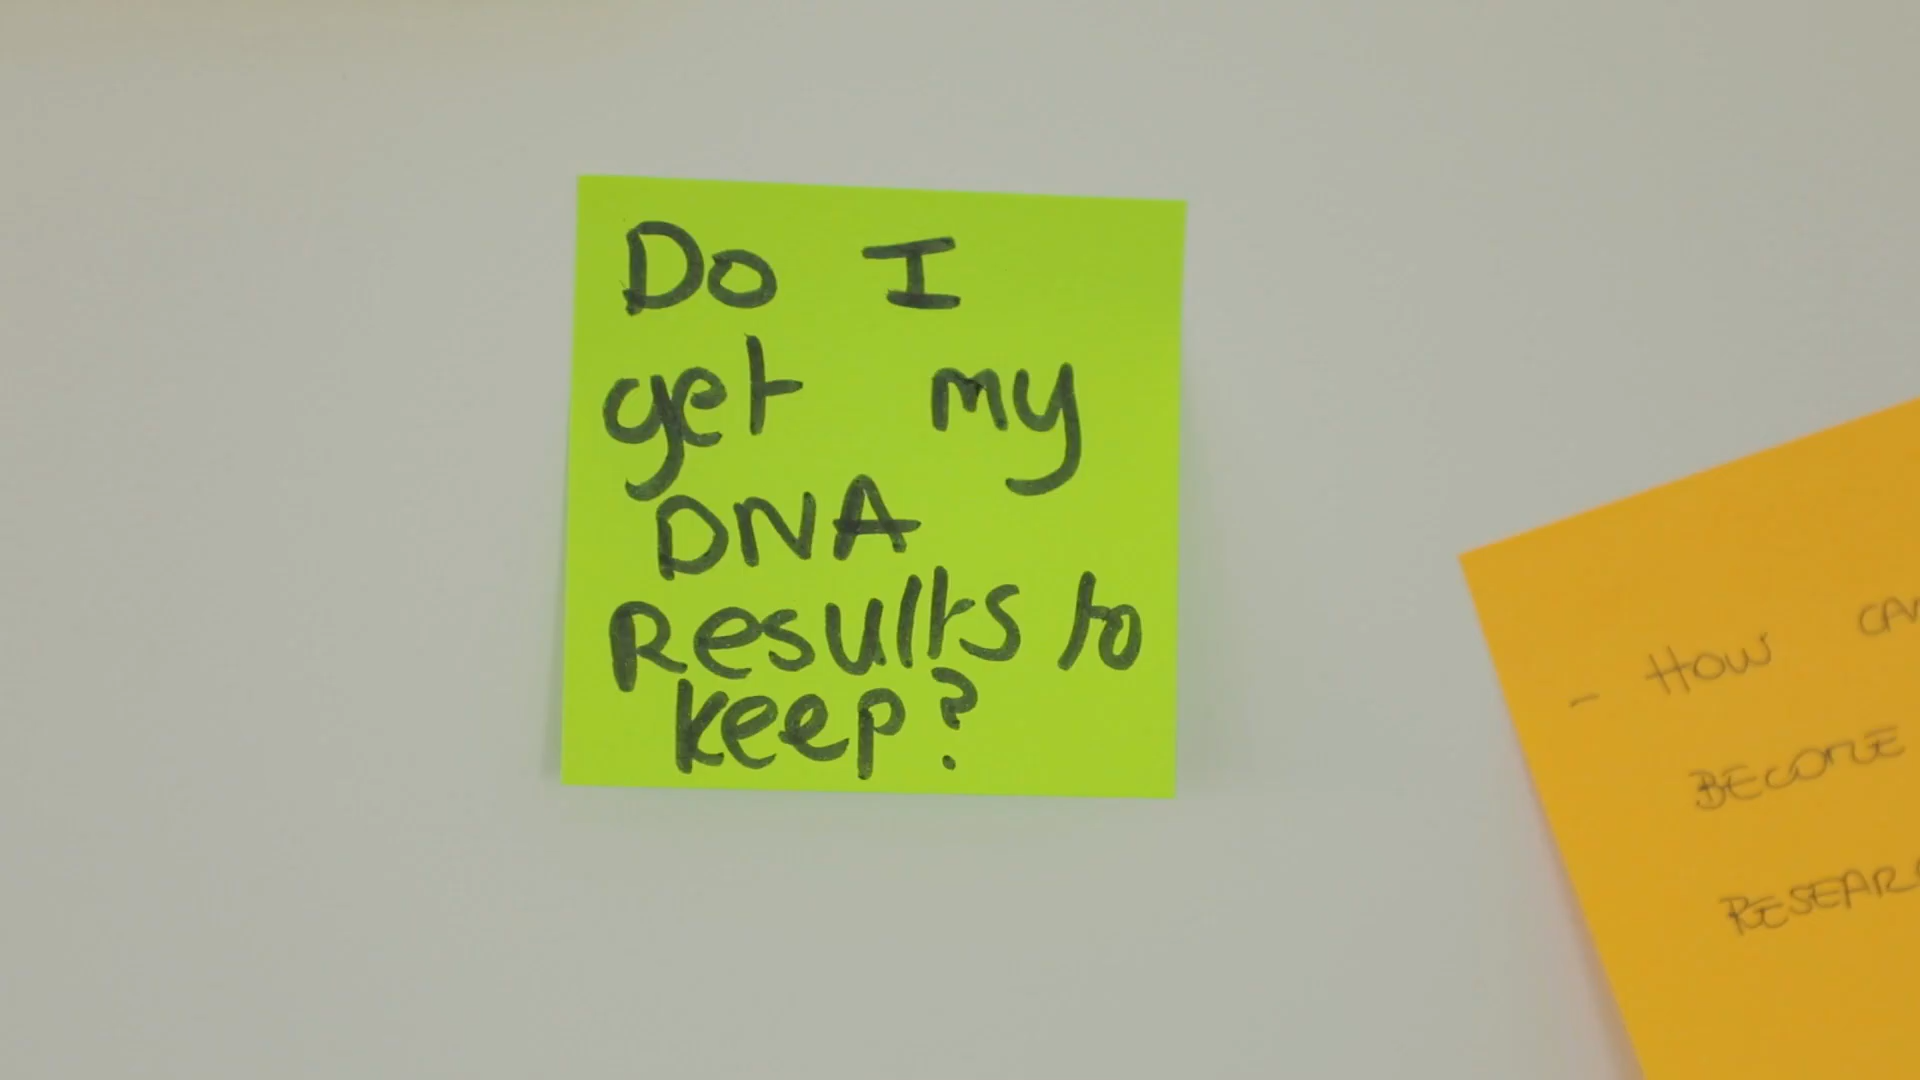 Do I
get my
DNA
Results to
keep?
- HOW
BECOME